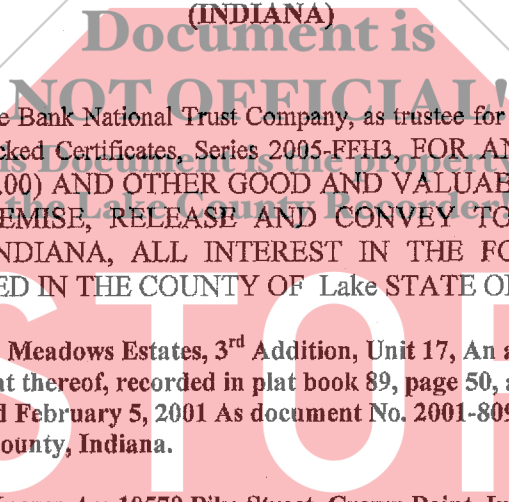 (INDIANA)
Document is
NOT OFFICIAL!
e Bank National Trust Company, as trustee for
cked Certificates, Series 2005-FFH3, FOR AN
is Document is the property
.00) AND OTHER GOOD AND VALUAB
the Lake County Recorder!
EMISE, RELEASE AND CONVEY TO
NDIANA, ALL INTEREST IN THE FO
ED IN THE COUNTY OF Lake STATE OF
STOP
Meadows Estates, 3rd Addition, Unit 17, An a
at thereof, recorded in plat book 89, page 50, a
d February 5, 2001 As document No. 2001-809
ounty, Indiana.